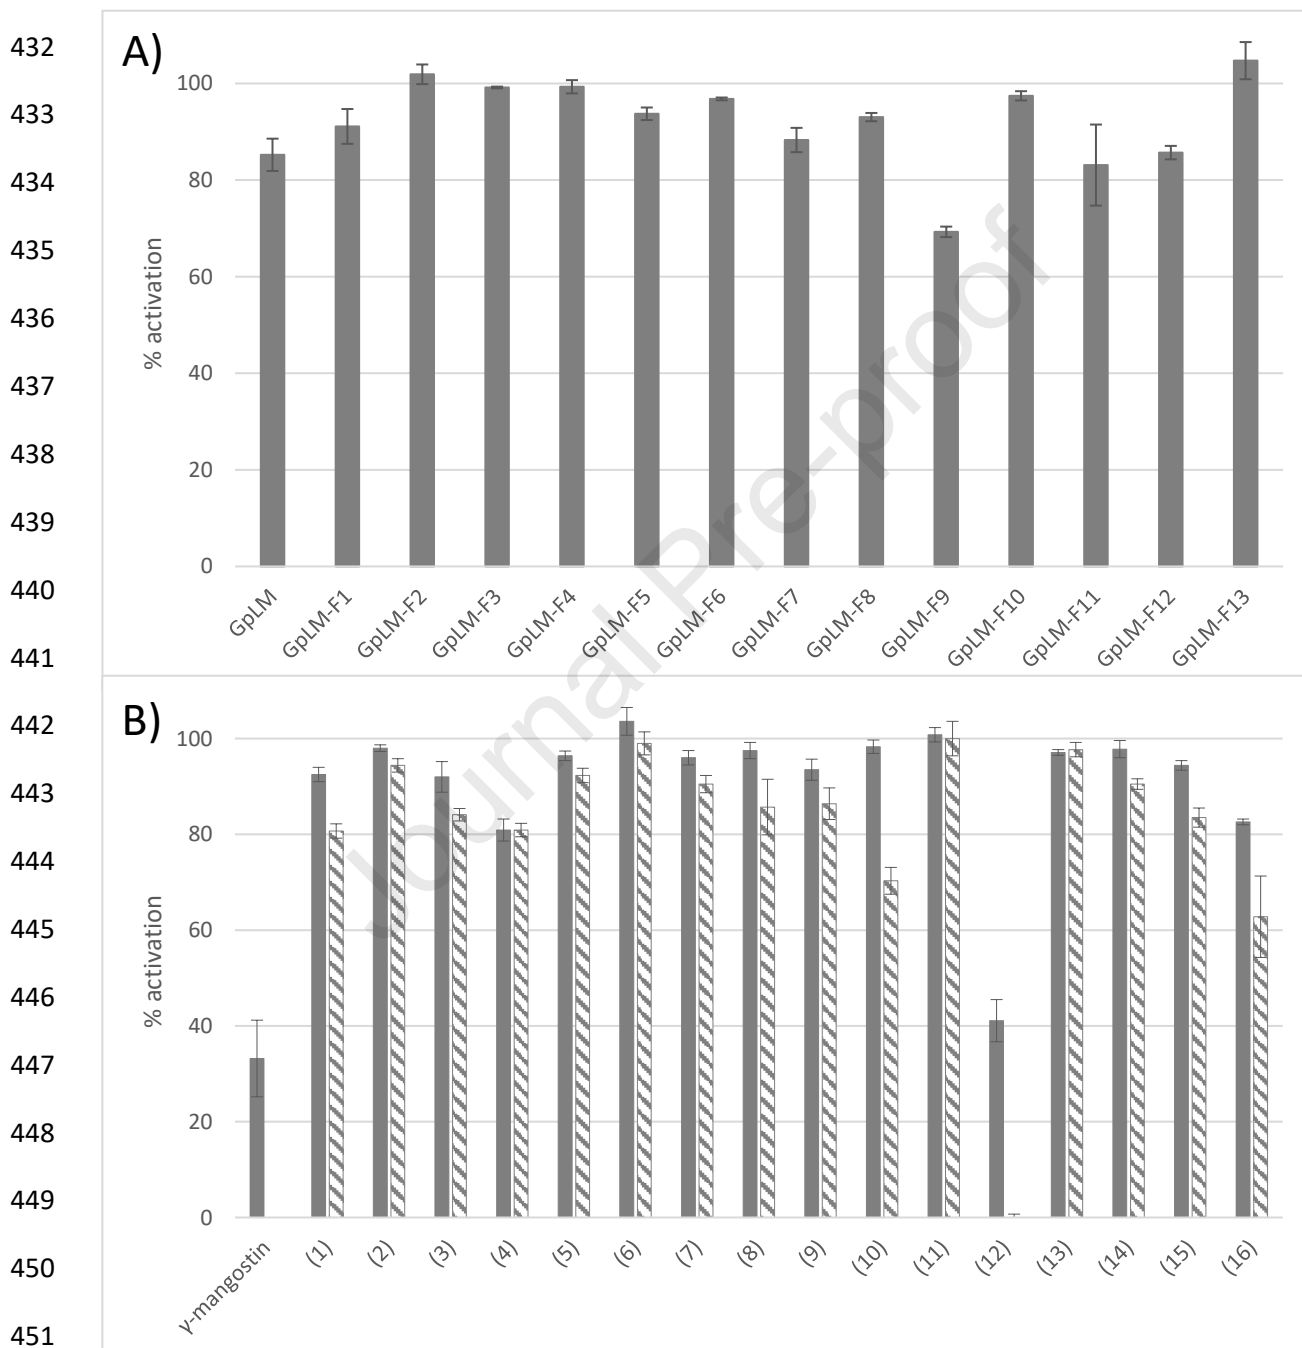 432
433
434
435
436
437
438
439
440
441
442
443
444
445
446
447
448
449
450
451
A)
% activation
100
80
60
40
20
0
GpLM
GpLM-F1
GpLM-F2
GpLM-F3
GpLM-F4
GpLM-F5
GpLM-F6
GpLM-F7
GpLM-F8
GpLM-F9
GpLM-F10
GpLM-F11
GpLM-F12
GpLM-F13
B)
% activation
100
80
60
40
20
0
γ-mangostin
(1)
(2)
(3)
(4)
(5)
(6)
(7)
(8)
(9)
(10)
(11)
(12)
(13)
(14)
(15)
(16)
Journal Pre-proof